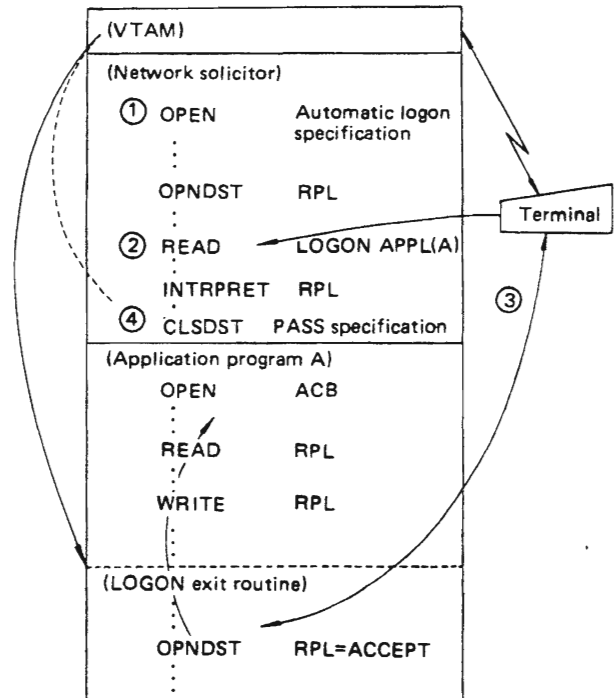 (VTAM)
(Network solicitor)
① OPEN Automatic logon
specification
OPNDST RPL
Terminal
② READ LOGON APPL(A)
INTRPRET RPL
③
④ CLSDST PASS specification
(Application program A)
OPEN ACB
READ RPL
WRITE RPL
(LOGON exit routine)
OPNDST RPL=ACCEPT